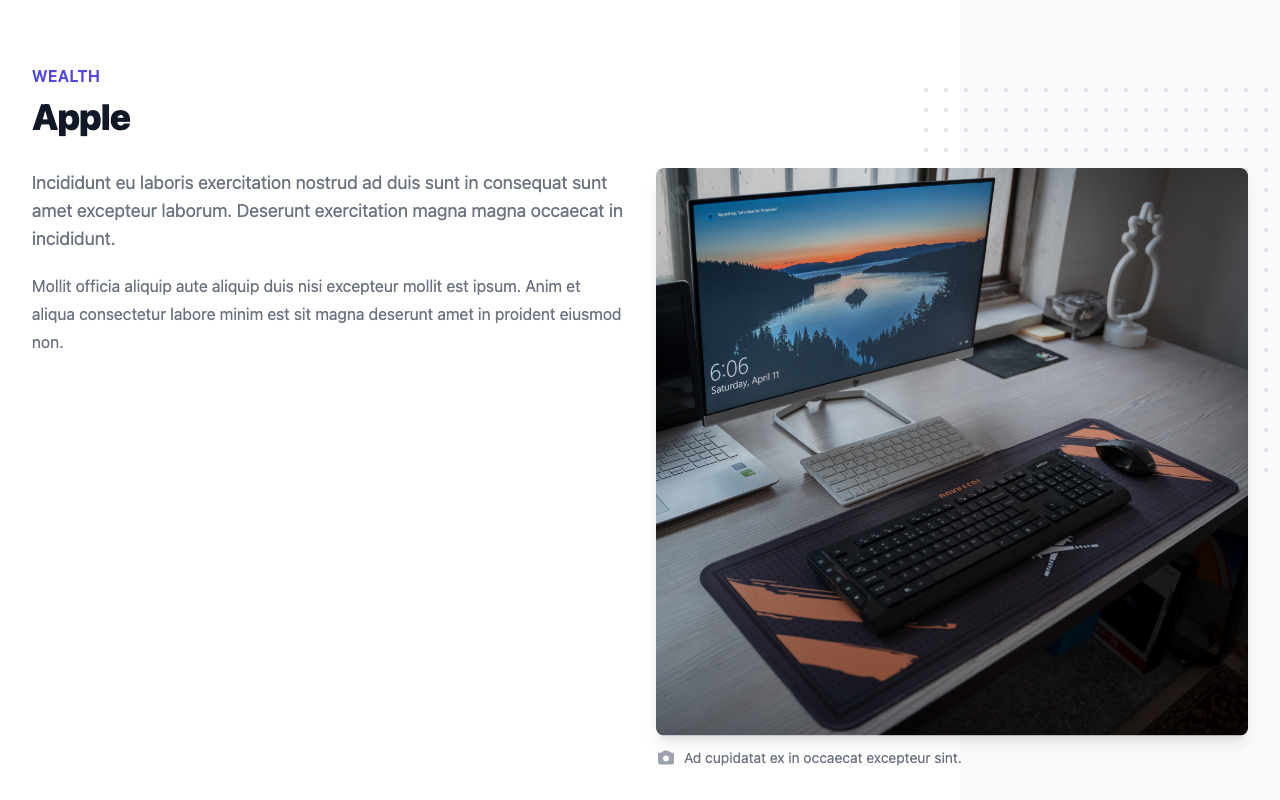 WEALTH
Apple
Incididunt eu laboris exercitation nostrud ad duis sunt in consequat sunt
amet excepteur laborum. Deserunt exercitation magna magna occaecat in
incididunt.
Mollit officia aliquip aute aliquip duis nisi excepteur mollit est ipsum. Anim et
aliqua consectetur labore minim est sit magna deserunt amet in proident eiusmod
non.
6:06
Saturday, April 11
hp
Ad cupidatat ex in occaecat excepteur sint.